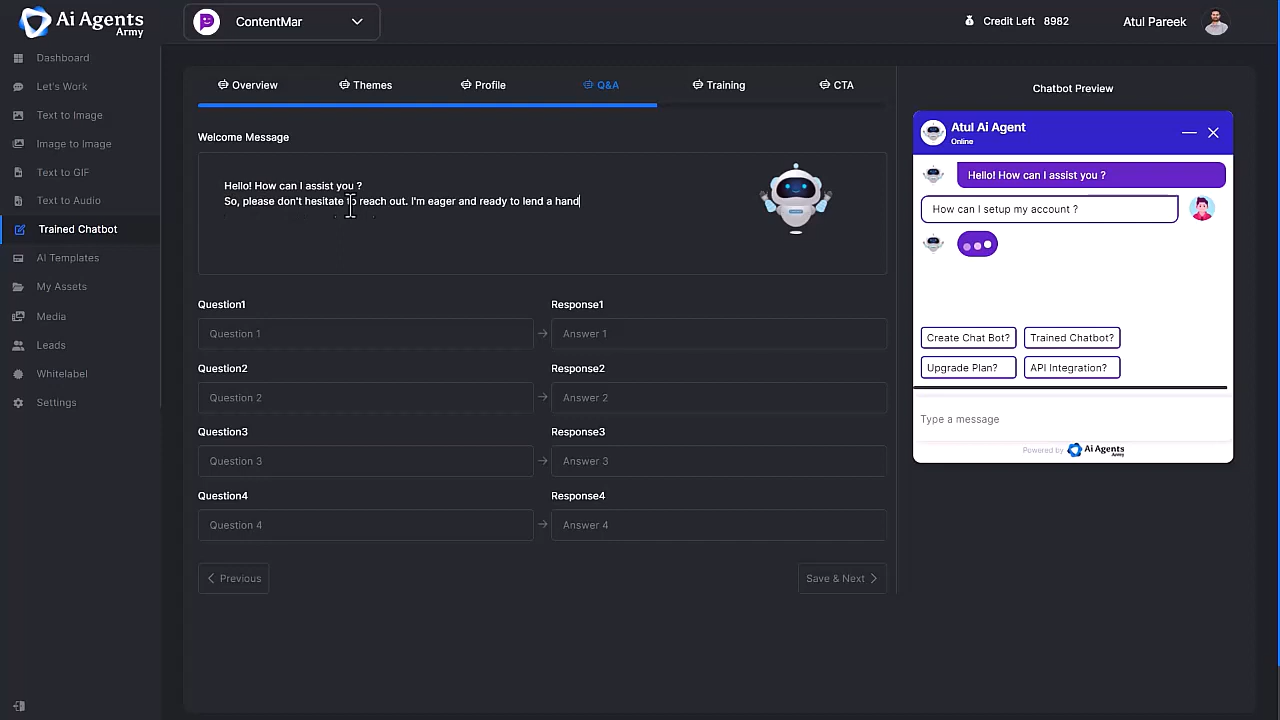 Ai Agents
Army
ContentMar
Credit Left 8982
Atul Pareek
Dashboard
Let's Work
Text to Image
Image to Image
Text to GIF
Text to Audio
Trained Chatbot
AI Templates
My Assets
Media
Leads
Whitelabel
Settings
Overview
Themes
Profile
Q&A
Training
CTA
Welcome Message
Hello! How can I assist you ?
So, please don't hesitate to reach out. I'm eager and ready to lend a hand
Question1
Response1
Question 1
Answer 1
Question2
Response2
Question 2
Answer 2
Question3
Response3
Question 3
Answer 3
Question4
Response4
Question 4
Answer 4
Previous
Save & Next
Chatbot Preview
Atul Ai Agent
Online
Hello! How can I assist you ?
How can I setup my account ?
Create Chat Bot?
Trained Chatbot?
Upgrade Plan?
API Integration?
Type a message
Powered by Ai Agents
Army